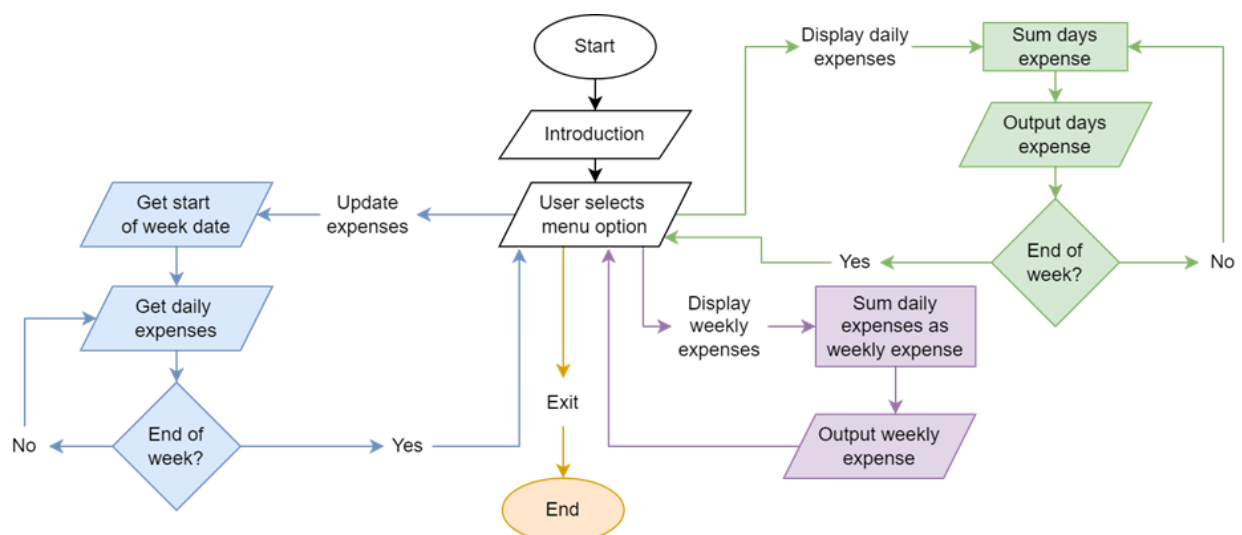 Start
Introduction
User selects
menu option
Update
expenses
Get start
of week date
Get daily
expenses
End of
week?
No
Yes
Exit
End
Display daily
expenses
Sum days
expense
Output days
expense
End of
week?
Yes
No
Display
weekly
expenses
Sum daily
expenses as
weekly expense
Output weekly
expense